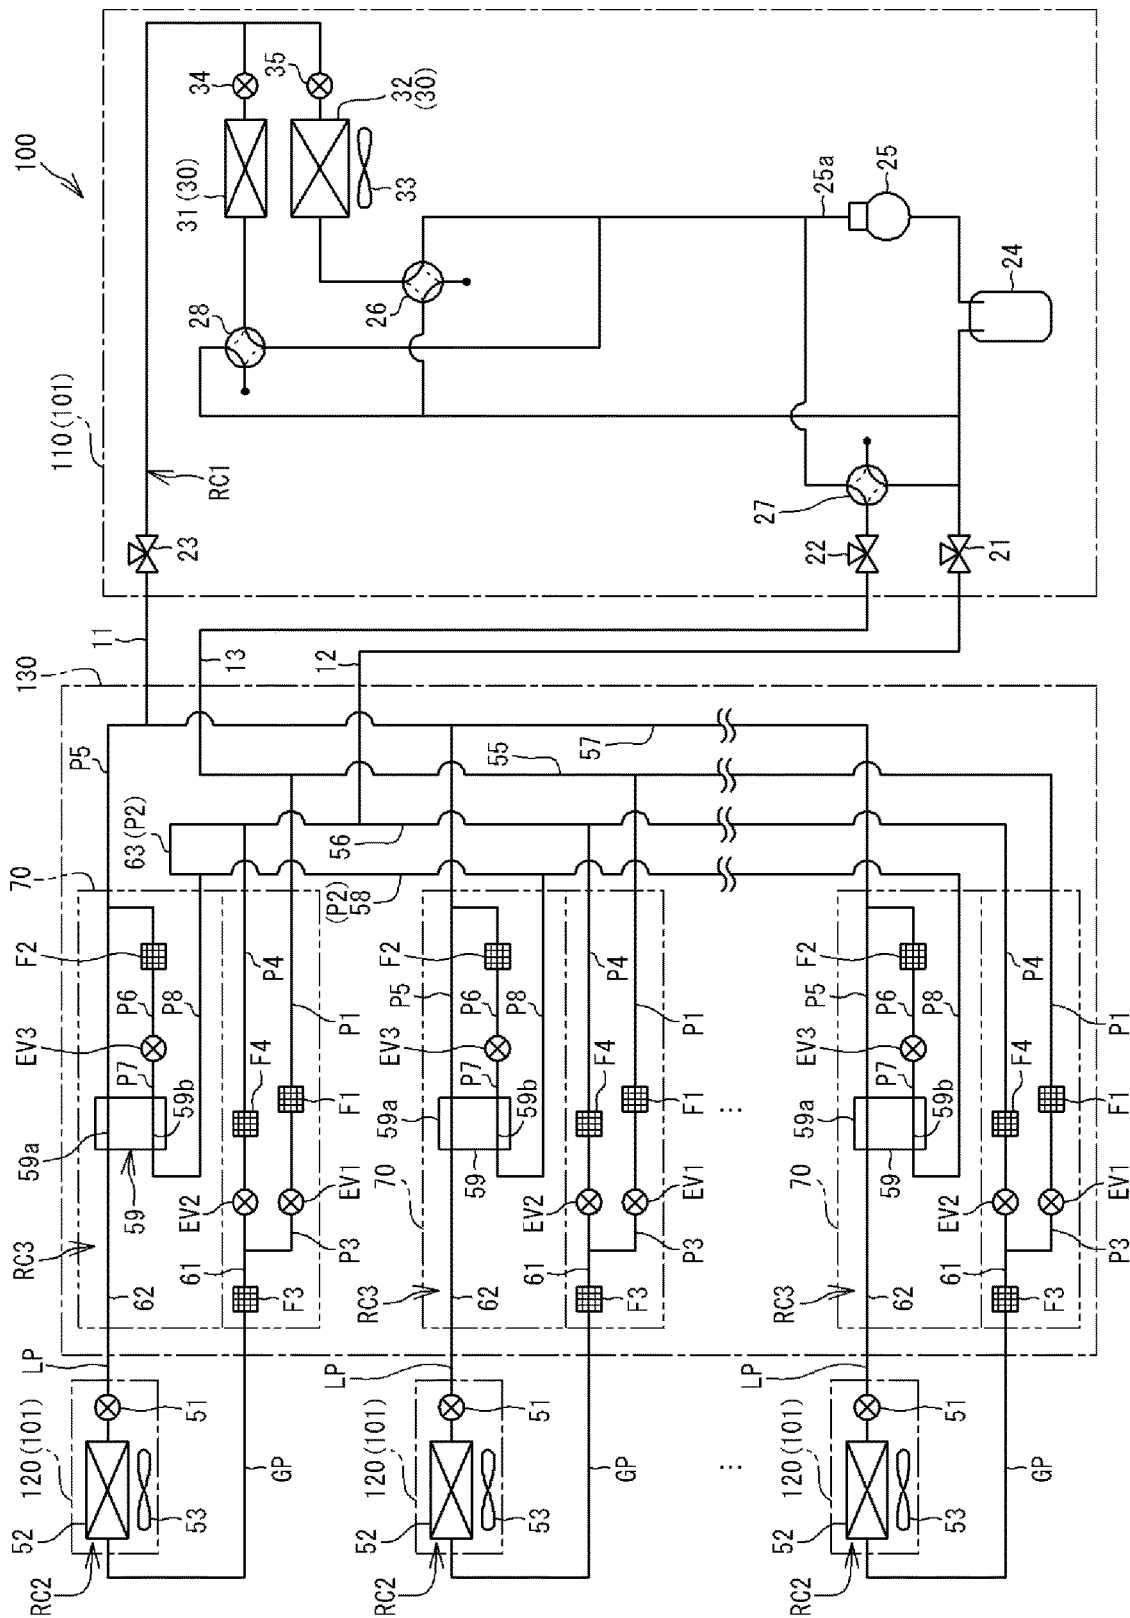 100
34
35
31(30)
32
(30)
33
28
26
25a
25
24
110(101)
RC1
27
23
22
21
11
13
12
130
P5
63(P2)
57
55
56
70
(P2)
58
F2
P6
P8
P4
P1
EV3
P7
F4
F1
59a
59b
59
EV2
EV1
RC3
62
61
P3
F3
LP
120(101)
51
52
53
GP
RC2
F2
P5
P6
P8
P4
P1
EV3
P7
F4
F1
59a
59b
70
59
EV2
EV1
RC3
62
61
P3
F3
LP
120(101)
51
52
53
GP
RC2
...
...
F2
P5
P6
P8
P4
P1
EV3
P7
F4
F1
59a
59b
70
59
EV2
EV1
RC3
62
61
P3
F3
LP
120(101)
51
52
53
GP
RC2